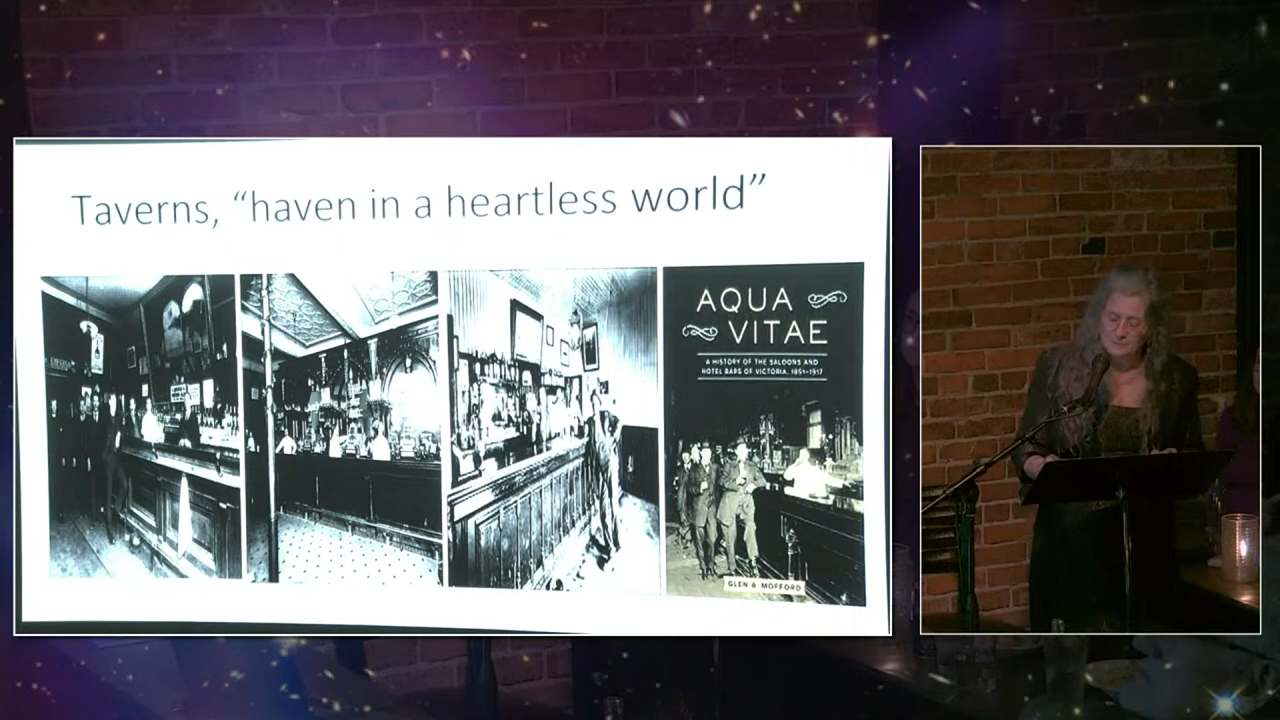 Taverns, “haven in a heartless world”
AQUA
VITAE
A HISTORY OF THE SALOONS AND
HOTEL BARS OF VICTORIA, 1851–1917
GLEN A MOFFORD